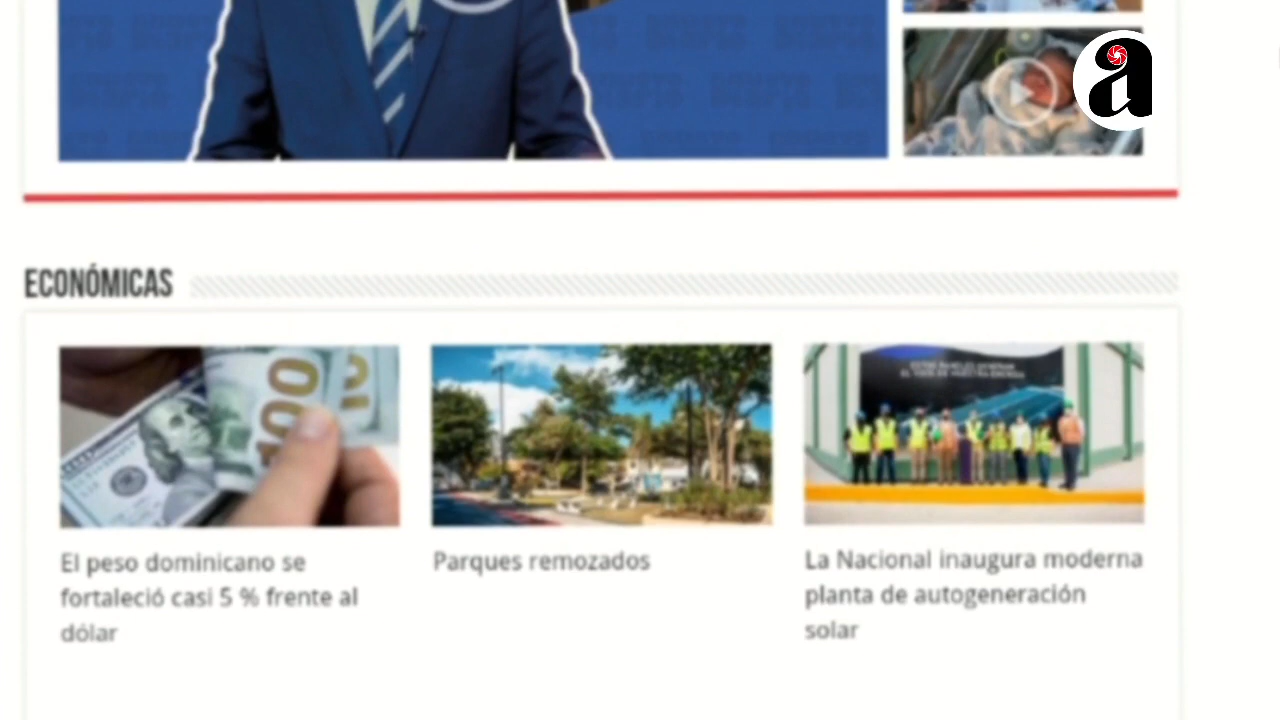 a
ECONÓMICAS
100
El peso dominicano se
fortaleció casi 5 % frente al
dólar
Parques remozados
La Nacional inaugura moderna
planta de autogeneración
solar